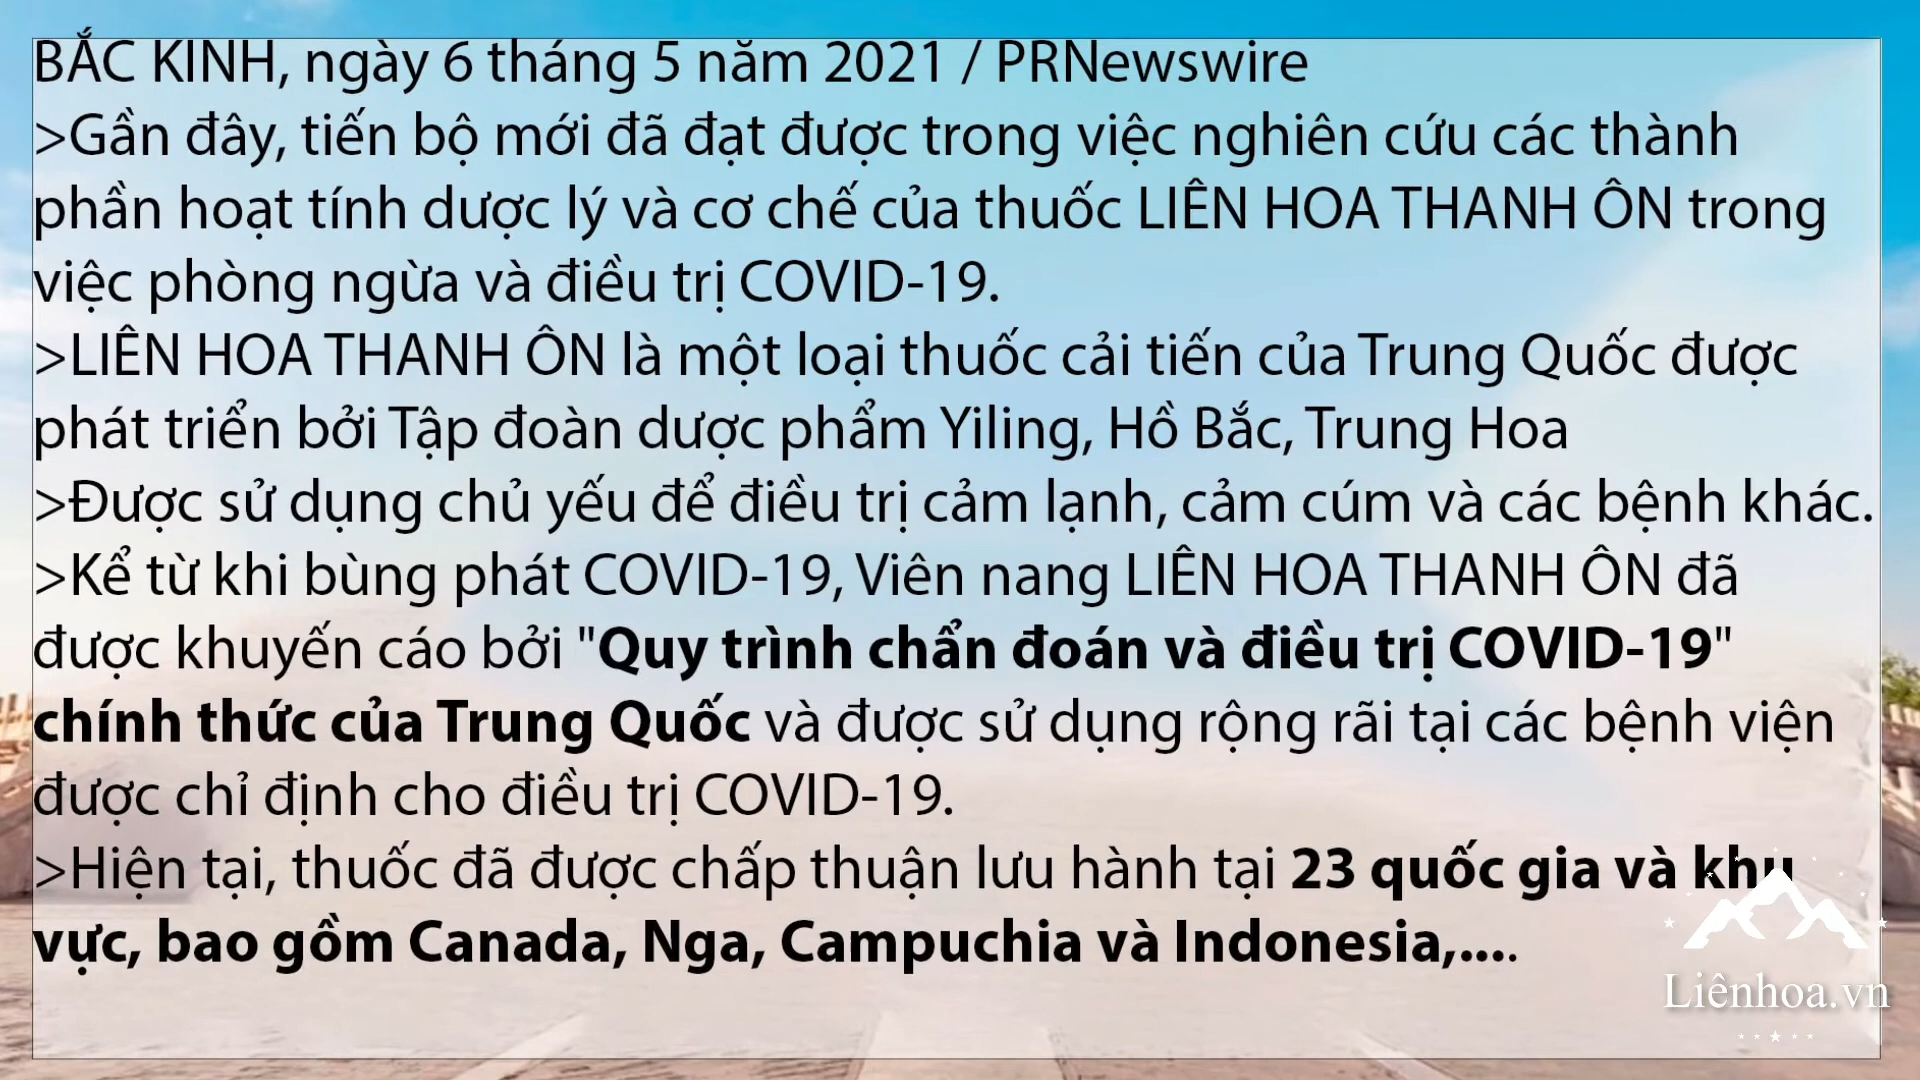 BẮC KINH, ngày 6 tháng 5 năm 2021 / PRNewswire
>Gần đây, tiến bộ mới đã đạt được trong việc nghiên cứu các thành
phần hoạt tính dược lý và cơ chế của thuốc LIÊN HOA THANH ÔN trong
việc phòng ngừa và điều trị COVID-19.
>LIÊN HOA THANH ÔN là một loại thuốc cải tiến của Trung Quốc được
phát triển bởi Tập đoàn dược phẩm Yiling, Hồ Bắc, Trung Hoa
>Được sử dụng chủ yếu để điều trị cảm lạnh, cảm cúm và các bệnh khác.
>Kể từ khi bùng phát COVID-19, Viên nang LIÊN HOA THANH ÔN đã
được khuyến cáo bởi "Quy trình chẩn đoán và điều trị COVID-19"
chính thức của Trung Quốc và được sử dụng rộng rãi tại các bệnh viện
được chỉ định cho điều trị COVID-19.
>Hiện tại, thuốc đã được chấp thuận lưu hành tại 23 quốc gia và khu
vực, bao gồm Canada, Nga, Campuchia và Indonesia,....
Liênhoa.vn